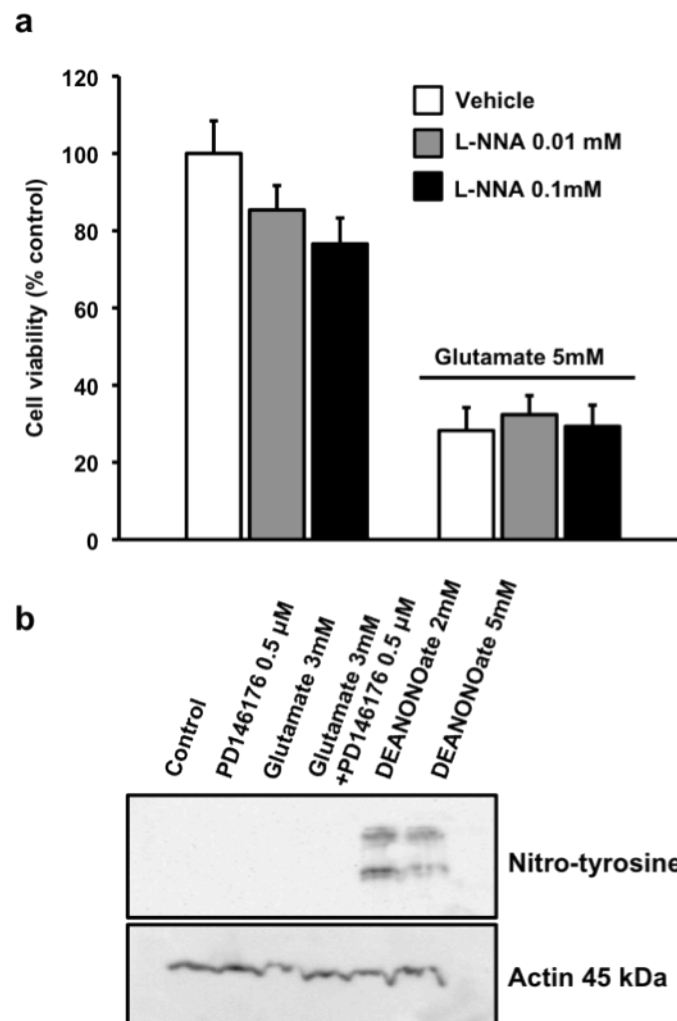 a
120
100
80
60
40
20
0
Cell viability (% control)
Vehicle
L-NNA 0.01 mM
L-NNA 0.1mM
Glutamate 5mM
b
Control
PD146176 0.5 µM
Glutamate 3mM
Glutamate 3mM
+PD146176 0.5 µM
DEANONOate 2mM
DEANONOate 5mM
Nitro-tyrosine
Actin 45 kDa